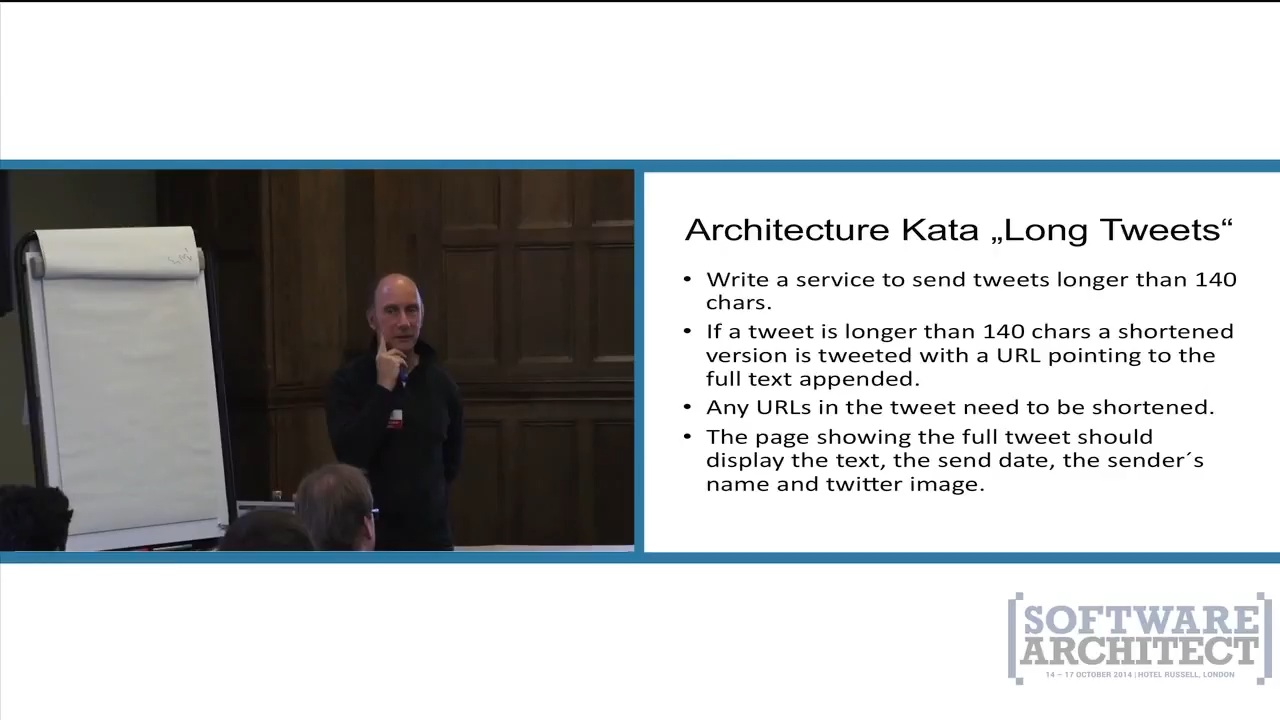 Architecture Kata „Long Tweets“
• Write a service to send tweets longer than 140
chars.
• If a tweet is longer than 140 chars a shortened
version is tweeted with a URL pointing to the
full text appended.
• Any URLs in the tweet need to be shortened.
• The page showing the full tweet should
display the text, the send date, the sender´s
name and twitter image.
[SOFTWARE
ARCHITECT]
14 – 17 OCTOBER 2014 | HOTEL RUSSELL, LONDON